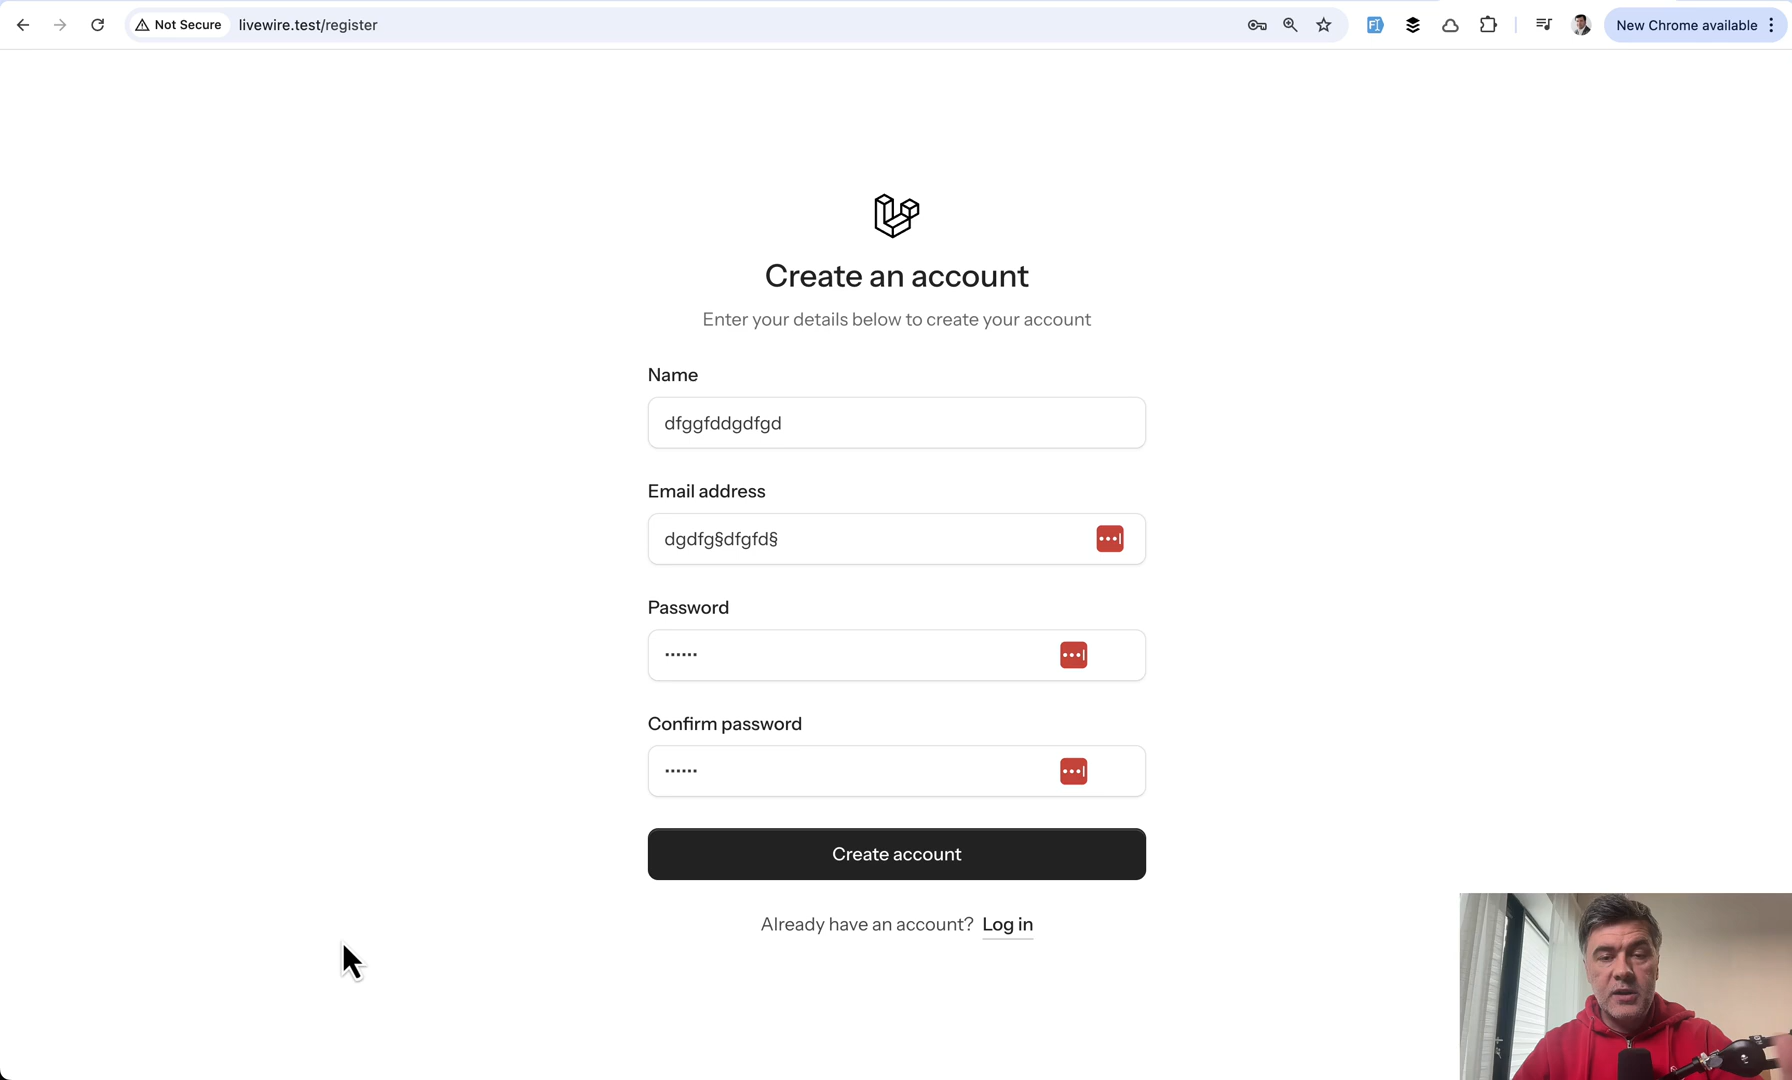 Not Secure
livewire.test/register
New Chrome available
Create an account
Enter your details below to create your account
Name
dfggfddgdfgd
Email address
dgdfg§dfgfd§
Password
••••••
Confirm password
••••••
Create account
Already have an account? Log in